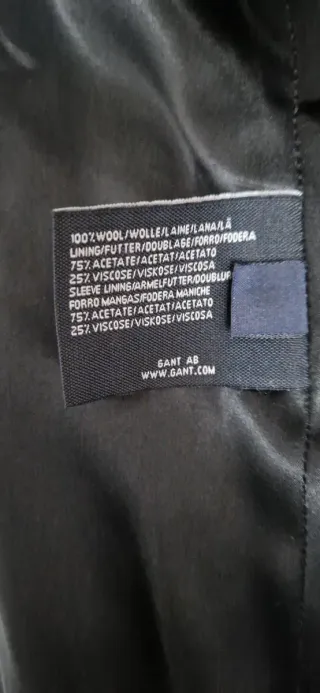 100% WOOL/WOLLE/LAINE/LANA/LÃ
LINING/FUTTER/DOUBLAGE/FORRO/FODERA
75% ACETATE/ACETAT/ACETATO
25% VISCOSE/VISKOSE/VISCOSA
SLEEVE LINING/ARMELFUTTER/DOUBLUR
FORRO MANGAS/FODERA MANICHE
75% ACETATE/ACETAT/ACETATO
25% VISCOSE/VISKOSE/VISCOSA
GANT AB
WWW.GANT.COM